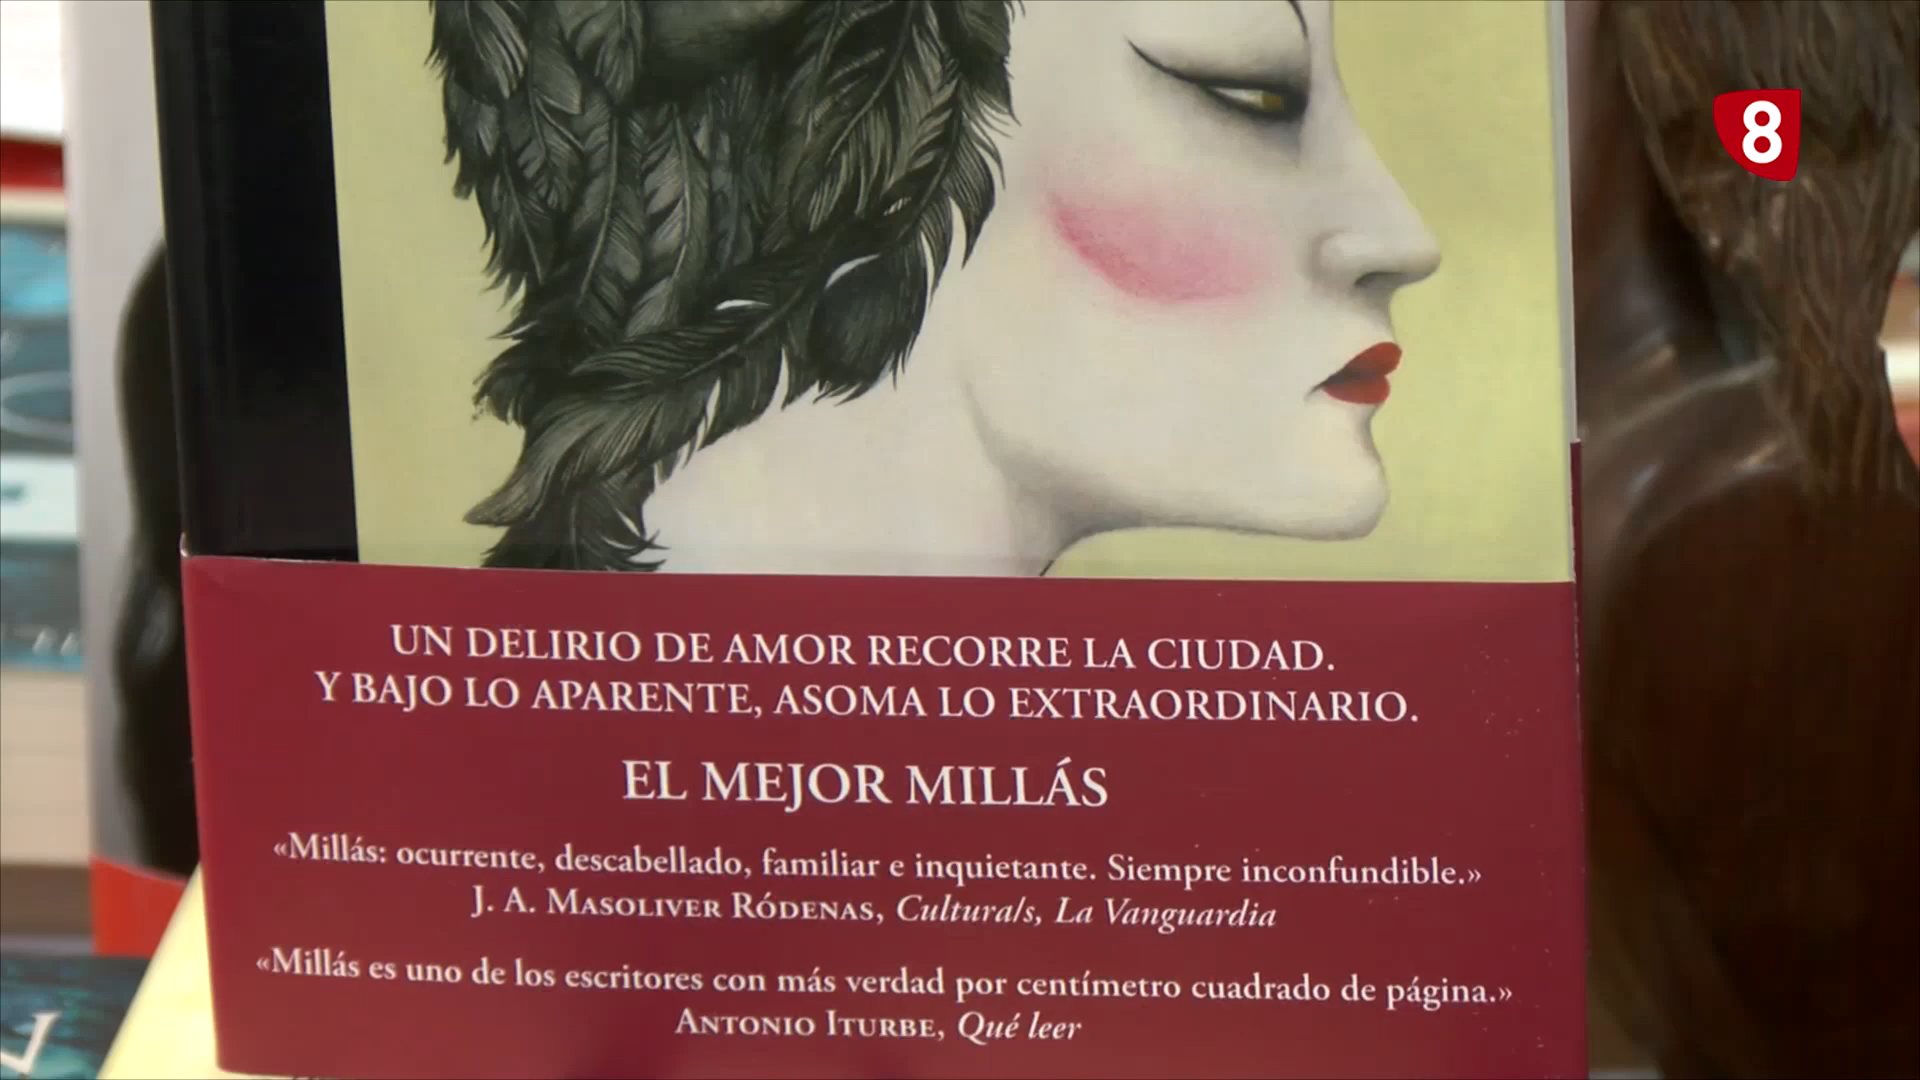 8
UN DELIRIO DE AMOR RECORRE LA CIUDAD.
Y BAJO LO APARENTE, ASOMA LO EXTRAORDINARIO.
EL MEJOR MILLÁS
«Millás: ocurrente, descabellado, familiar e inquietante. Siempre inconfundible.»
J. A. MASOLIVER RÓDENAS, Cultura/s, La Vanguardia
«Millás es uno de los escritores con más verdad por centímetro cuadrado de página.»
ANTONIO ITURBE, Qué leer